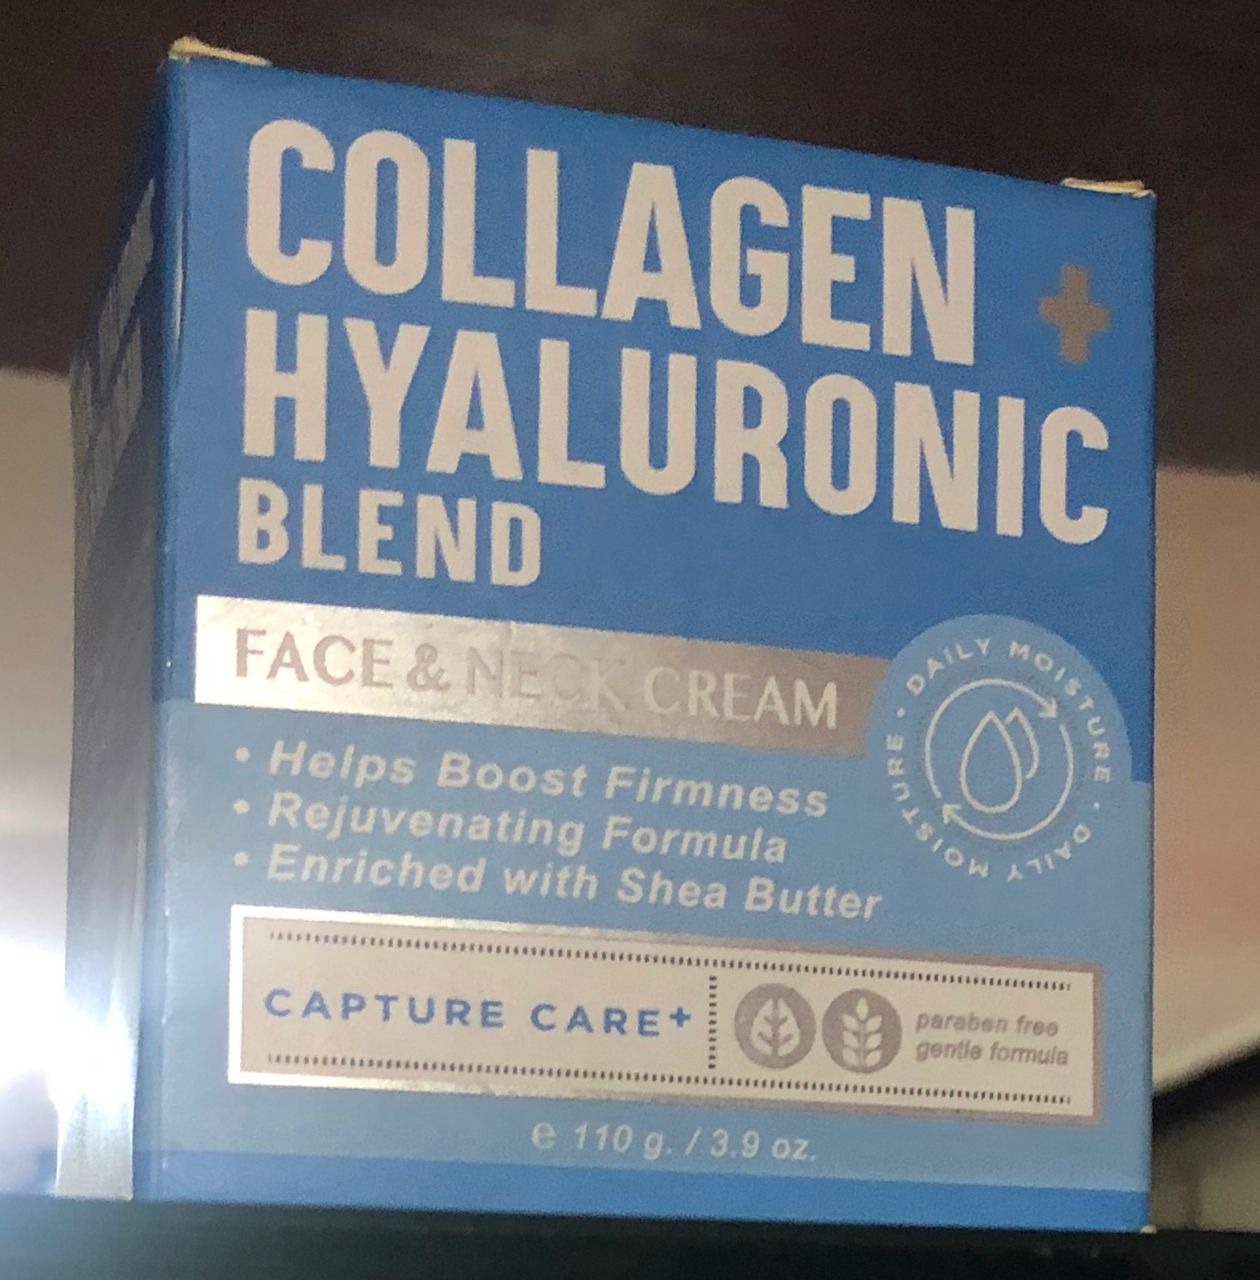 COLLAGEN +
HYALURONIC
BLEND
FACE & NECK CREAM
DAILY MOISTURE • DAILY MOISTURE •
• Helps Boost Firmness
• Rejuvenating Formula
• Enriched with Shea Butter
CAPTURE CARE+
paraben free
gentle formula
℮ 110 g. / 3.9 oz.